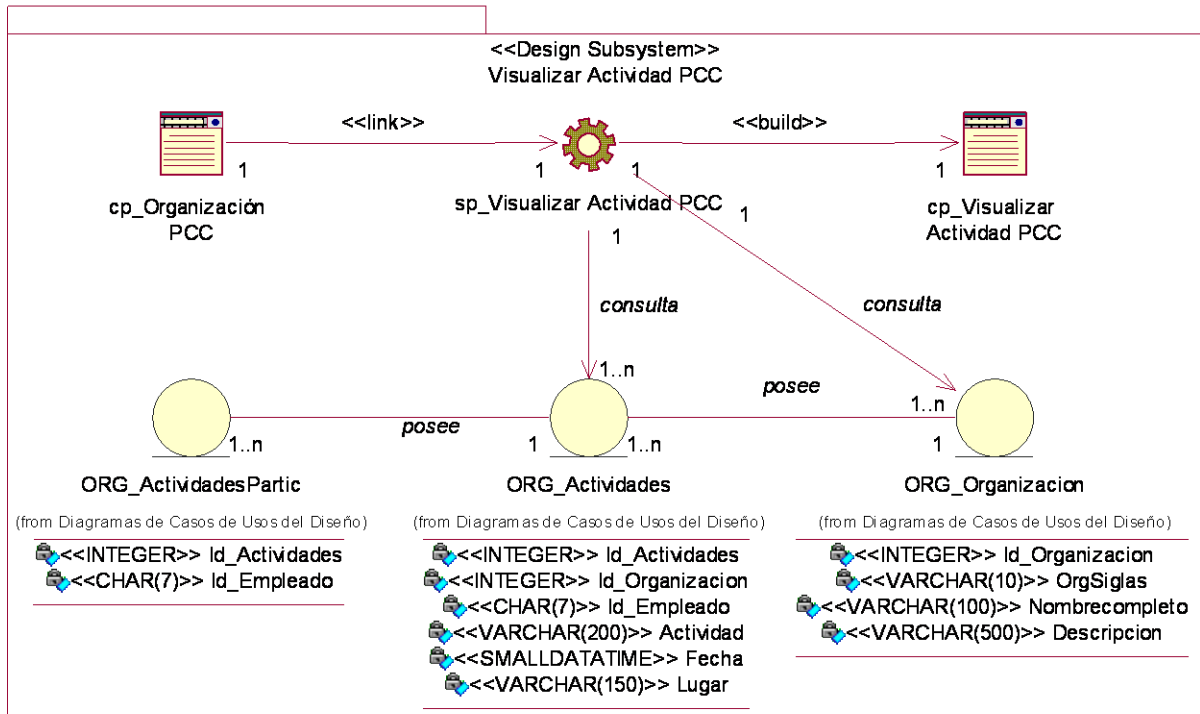 <<Design Subsystem>>
Visualizar Actividad PCC
<<link>>
<<build>>
1
1
1
1
cp_Organización
PCC
sp_Visualizar Actividad PCC
cp_Visualizar
Actividad PCC
1
1
consulta
consulta
1..n
1..n
posee
posee
1..n
1
1..n
1
ORG_ActividadesPartic
ORG_Actividades
ORG_Organizacion
(from Diagramas de Casos de Usos del Diseño)
(from Diagramas de Casos de Usos del Diseño)
(from Diagramas de Casos de Usos del Diseño)
<<INTEGER>> Id_Actividades
<<CHAR(7)>> Id_Empleado
<<INTEGER>> Id_Actividades
<<INTEGER>> Id_Organizacion
<<CHAR(7)>> Id_Empleado
<<VARCHAR(200)>> Actividad
<<SMALLDATATIME>> Fecha
<<VARCHAR(150)>> Lugar
<<INTEGER>> Id_Organizacion
<<VARCHAR(10)>> OrgSiglas
<<VARCHAR(100)>> Nombrecompleto
<<VARCHAR(500)>> Descripcion